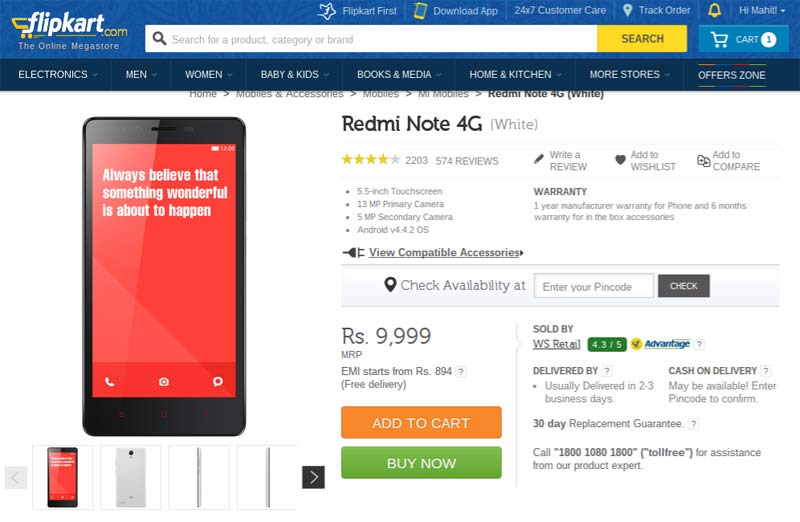 flipkart.com
The Online Megastore
Flipkart First
Download App
24x7 Customer Care
Track Order
Hi Mahit!
Search for a product, category or brand
SEARCH
CART 1
ELECTRONICS
MEN
WOMEN
BABY & KIDS
BOOKS & MEDIA
HOME & KITCHEN
MORE STORES
OFFERS ZONE
Home > Mobiles & Accessories > Mobiles > Mi Mobiles > Redmi Note 4G (White)
12:00
Always believe that
something wonderful
is about to happen
Redmi Note 4G (White)
2203 574 REVIEWS
Write a
REVIEW
Add to
WISHLIST
Add to
COMPARE
5.5-inch Touchscreen
13 MP Primary Camera
5 MP Secondary Camera
Android v4.4.2 OS
WARRANTY
1 year manufacturer warranty for Phone and 6 months
warranty for in the box accessories
View Compatible Accessories
Check Availability at
Enter your Pincode
CHECK
Rs. 9,999
MRP
EMI starts from Rs. 894 ?
(Free delivery)
ADD TO CART
BUY NOW
SOLD BY
WS Retail 4.3 / 5 Advantage ?
DELIVERED BY ?
Usually Delivered in 2-3
business days.
CASH ON DELIVERY ?
May be available! Enter
Pincode to confirm.
30 day Replacement Guarantee. ?
Call "1800 1080 1800" ("tollfree") for assistance
from our product expert.